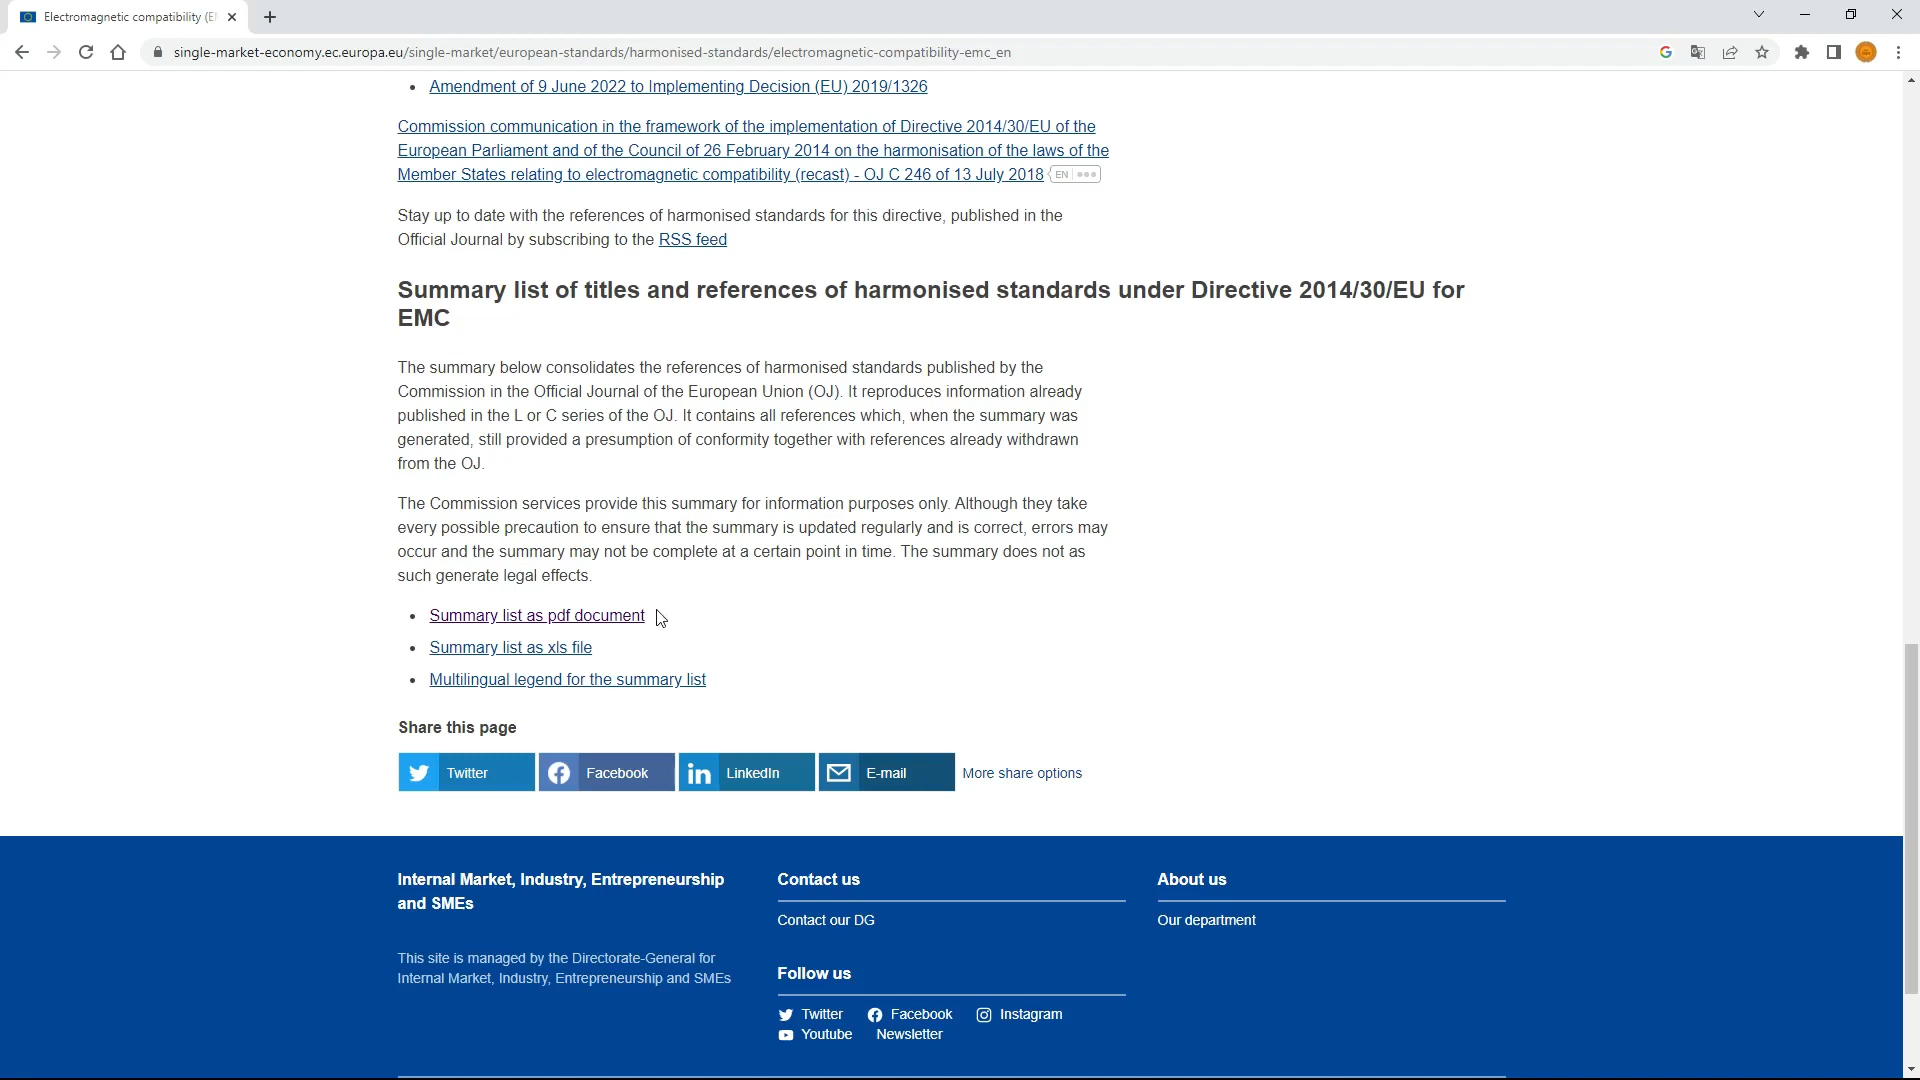 Electromagnetic compatibility (E
single-market-economy.ec.europa.eu/single-market/european-standards/harmonised-standards/electromagnetic-compatibility-emc_en
Amendment of 9 June 2022 to Implementing Decision (EU) 2019/1326
Commission communication in the framework of the implementation of Directive 2014/30/EU of the
European Parliament and of the Council of 26 February 2014 on the harmonisation of the laws of the
Member States relating to electromagnetic compatibility (recast) - OJ C 246 of 13 July 2018 EN
Stay up to date with the references of harmonised standards for this directive, published in the
Official Journal by subscribing to the RSS feed
Summary list of titles and references of harmonised standards under Directive 2014/30/EU for
EMC
The summary below consolidates the references of harmonised standards published by the
Commission in the Official Journal of the European Union (OJ). It reproduces information already
published in the L or C series of the OJ. It contains all references which, when the summary was
generated, still provided a presumption of conformity together with references already withdrawn
from the OJ.
The Commission services provide this summary for information purposes only. Although they take
every possible precaution to ensure that the summary is updated regularly and is correct, errors may
occur and the summary may not be complete at a certain point in time. The summary does not as
such generate legal effects.
Summary list as pdf document
Summary list as xls file
Multilingual legend for the summary list
Share this page
Twitter Facebook LinkedIn E-mail More share options
Internal Market, Industry, Entrepreneurship
and SMEs
This site is managed by the Directorate-General for
Internal Market, Industry, Entrepreneurship and SMEs
Contact us
Contact our DG
Follow us
Twitter Facebook Instagram
Youtube Newsletter
About us
Our department